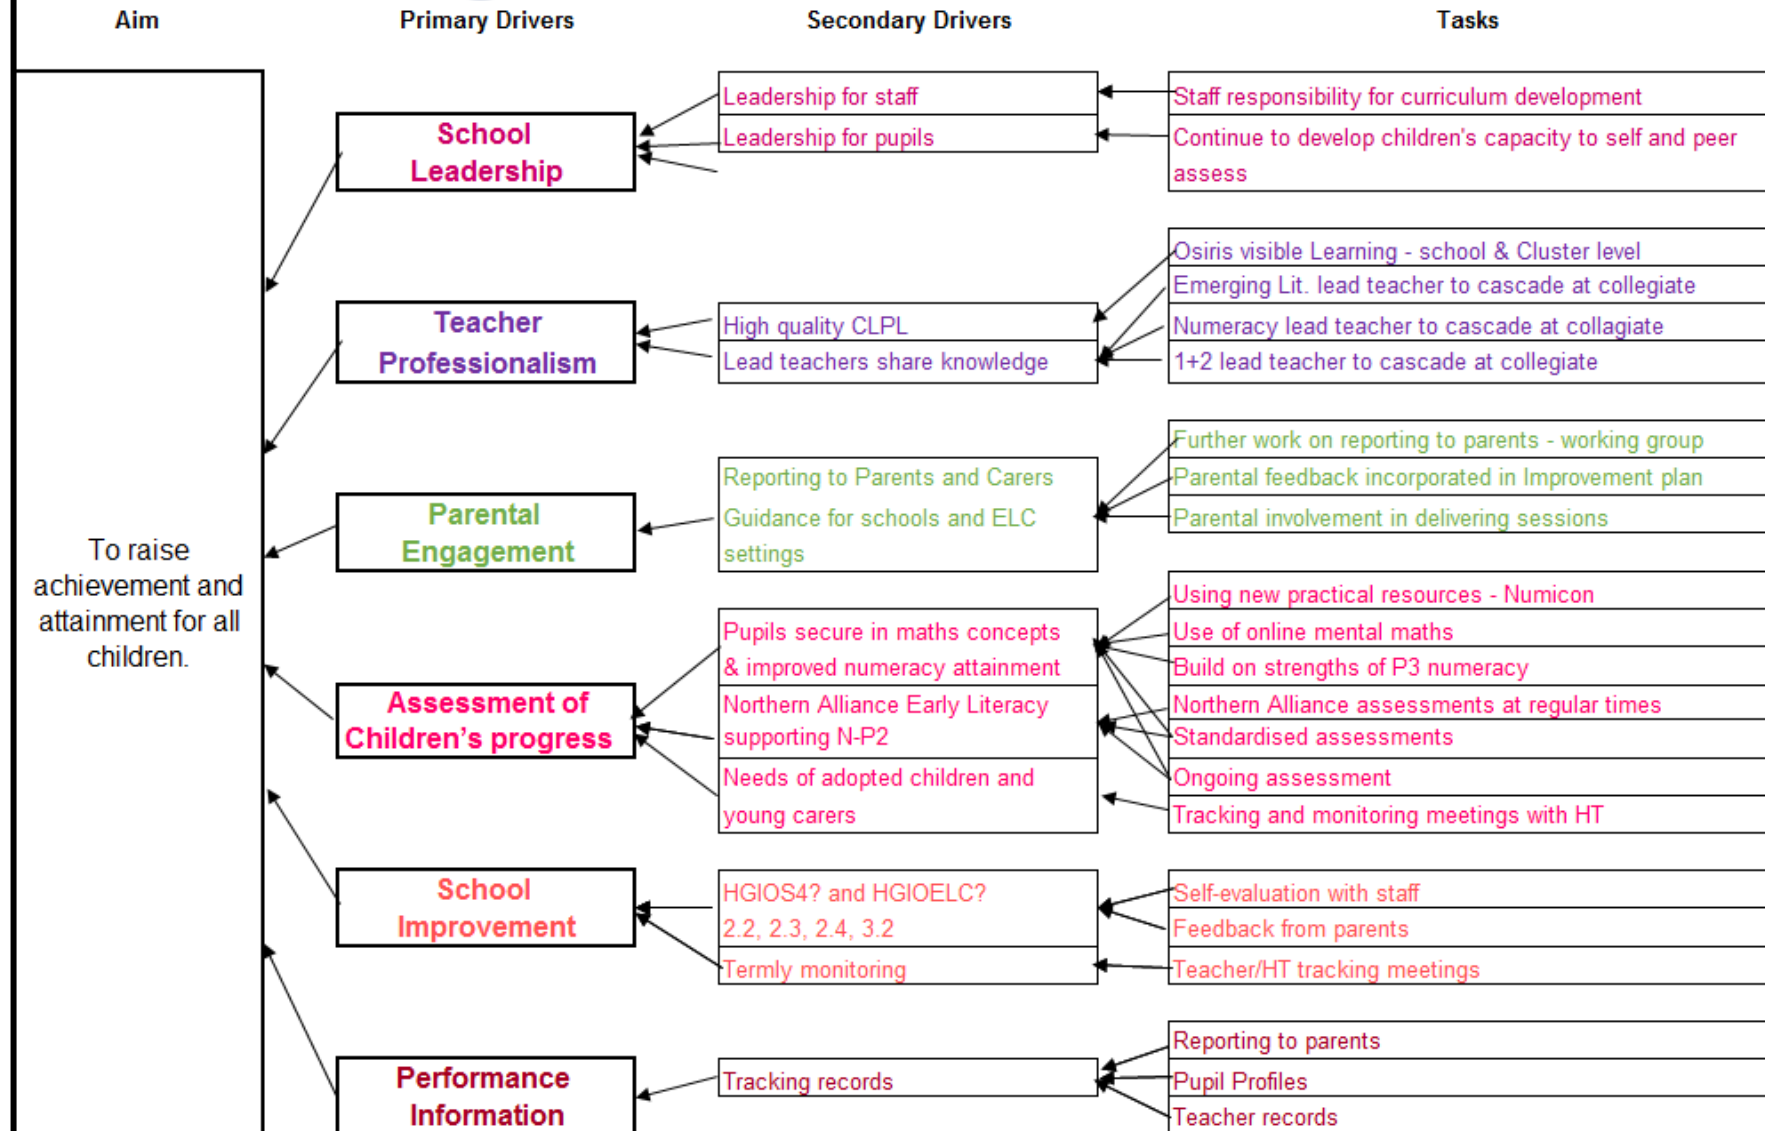 Aim
Primary Drivers
Secondary Drivers
Tasks
To raise
achievement and
attainment for all
children.
School
Leadership
Leadership for staff
Leadership for pupils
Staff responsibility for curriculum development
Continue to develop children's capacity to self and peer
assess
Teacher
Professionalism
High quality CLPL
Lead teachers share knowledge
Osiris visible Learning - school & Cluster level
Emerging Lit. lead teacher to cascade at collegiate
Numeracy lead teacher to cascade at collagiate
1+2 lead teacher to cascade at collegiate
Parental
Engagement
Reporting to Parents and Carers
Guidance for schools and ELC
settings
Further work on reporting to parents - working group
Parental feedback incorporated in Improvement plan
Parental involvement in delivering sessions
Assessment of
Children’s progress
Pupils secure in maths concepts
& improved numeracy attainment
Northern Alliance Early Literacy
supporting N-P2
Needs of adopted children and
young carers
Using new practical resources - Numicon
Use of online mental maths
Build on strengths of P3 numeracy
Northern Alliance assessments at regular times
Standardised assessments
Ongoing assessment
Tracking and monitoring meetings with HT
School
Improvement
HGIOS4? and HGIOELC?
2.2, 2.3, 2.4, 3.2
Termly monitoring
Self-evaluation with staff
Feedback from parents
Teacher/HT tracking meetings
Performance
Information
Tracking records
Reporting to parents
Pupil Profiles
Teacher records